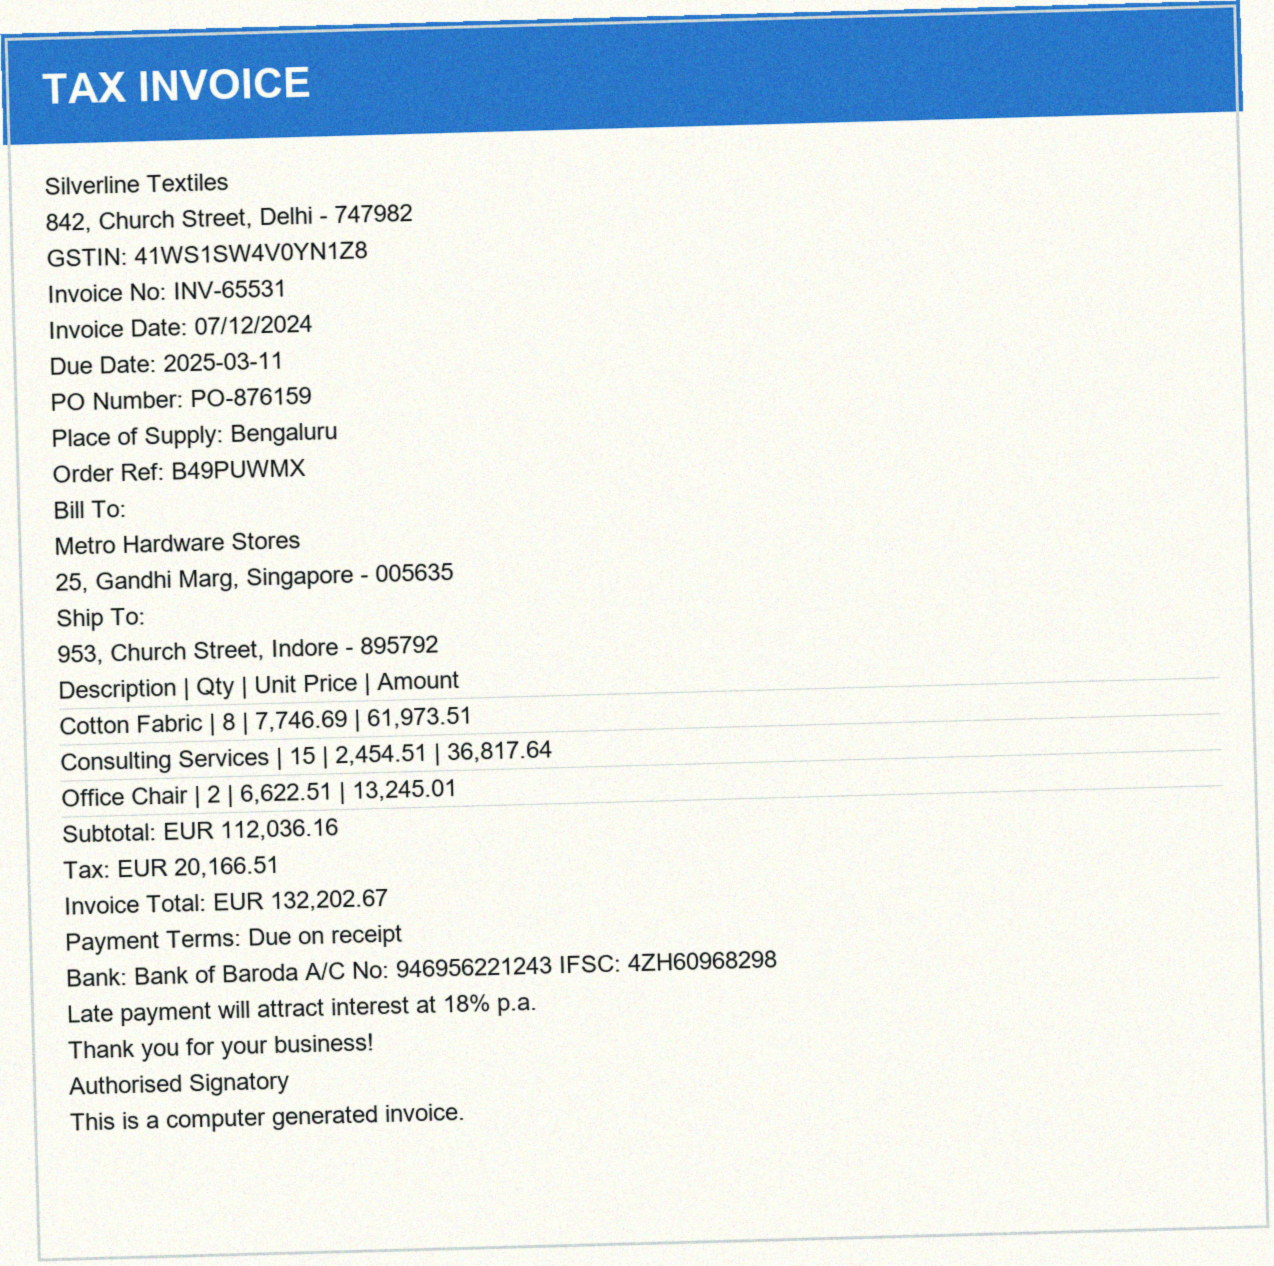 TAX INVOICE
Silverline Textiles
842, Church Street, Delhi - 747982
GSTIN: 41WS1SW4V0YN1Z8
Invoice No: INV-65531
Invoice Date: 07/12/2024
Due Date: 2025-03-11
PO Number: PO-876159
Place of Supply: Bengaluru
Order Ref: B49PUWMX
Bill To:
Metro Hardware Stores
25, Gandhi Marg, Singapore - 005635
Ship To:
953, Church Street, Indore - 895792
Description | Qty | Unit Price | Amount
Cotton Fabric | 8 | 7,746.69 | 61,973.51
Consulting Services | 15 | 2,454.51 | 36,817.64
Office Chair | 2 | 6,622.51 | 13,245.01
Subtotal: EUR 112,036.16
Tax: EUR 20,166.51
Invoice Total: EUR 132,202.67
Payment Terms: Due on receipt
Bank: Bank of Baroda A/C No: 946956221243 IFSC: 4ZH60968298
Late payment will attract interest at 18% p.a.
Thank you for your business!
Authorised Signatory
This is a computer generated invoice.